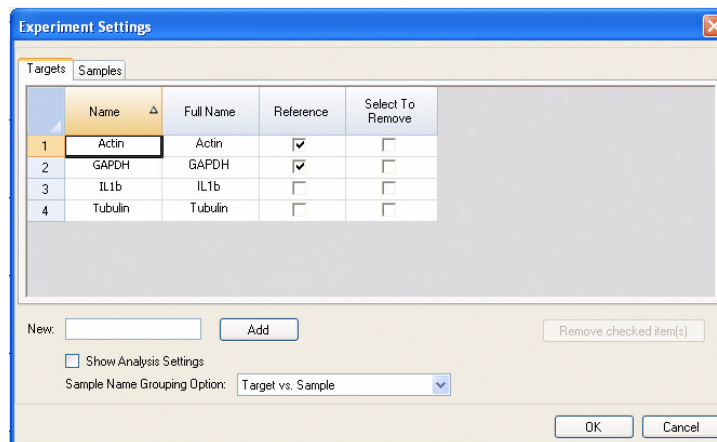 Experiment Settings
Targets Samples
Name Full Name Reference Select To Remove
1 Actin Actin
2 GAPDH GAPDH
3 IL1b IL1b
4 Tubulin Tubulin
New: Add Remove checked item(s)
Show Analysis Settings
Sample Name Grouping Option: Target vs. Sample
OK Cancel